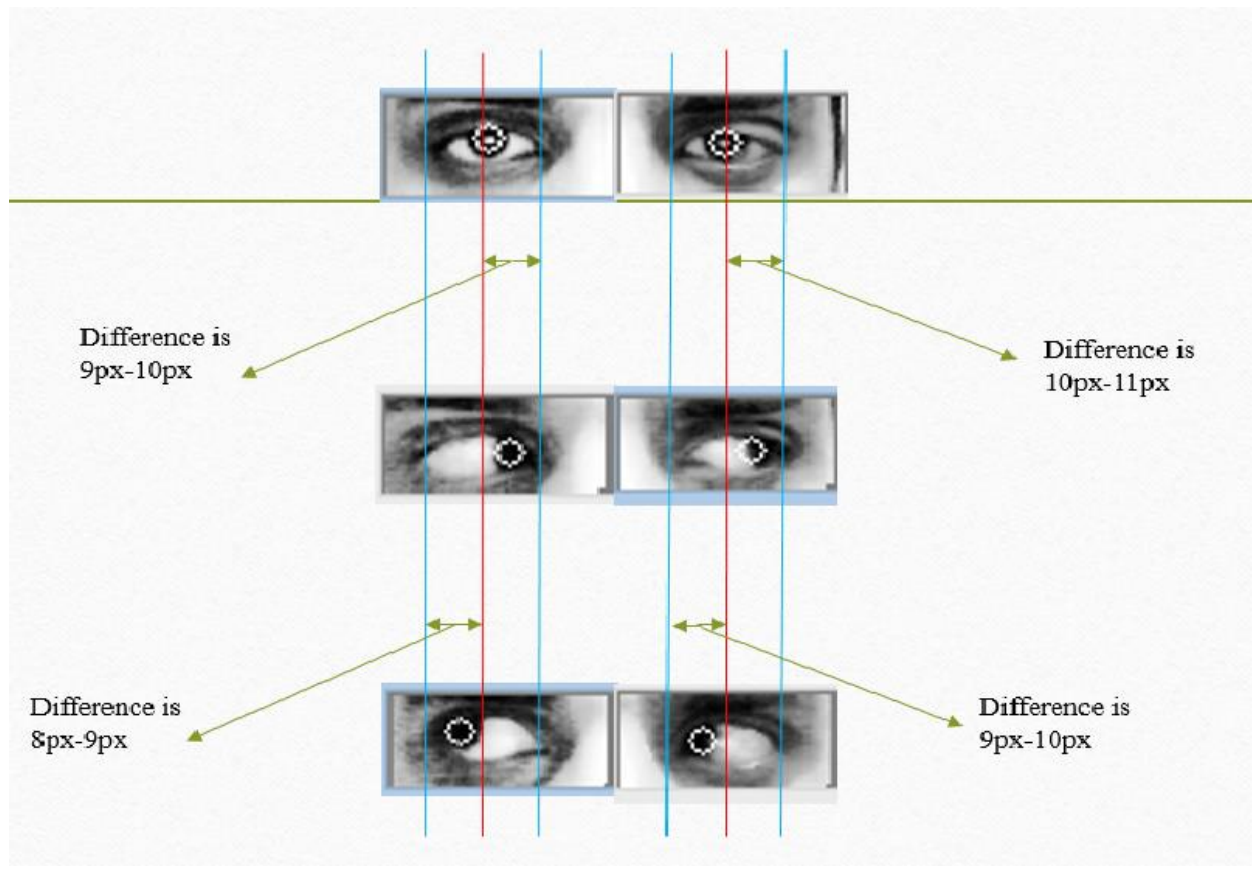 Difference is
9px-10px
Difference is
10px-11px
Difference is
8px-9px
Difference is
9px-10px